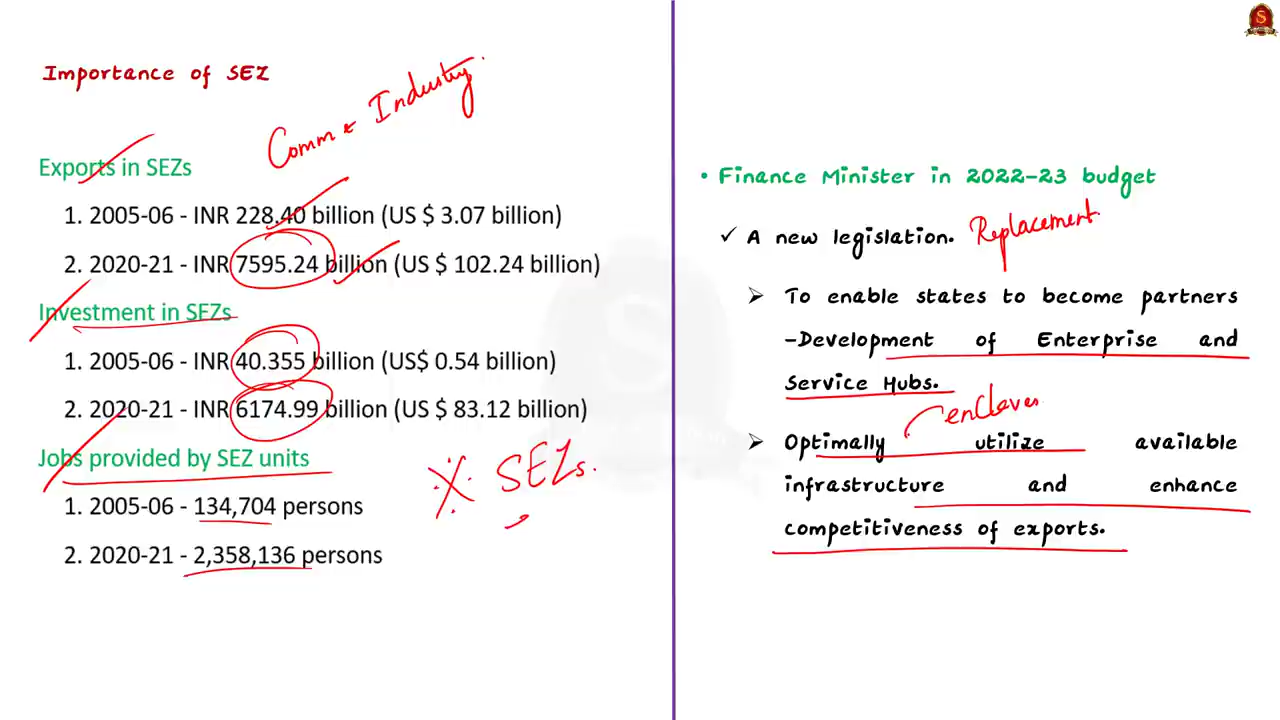 Importance of SEZ
Comm & Industry.
Exports in SEZs
1. 2005-06 - INR 228.40 billion (US $ 3.07 billion)
2. 2020-21 - INR 7595.24 billion (US $ 102.24 billion)
Investment in SEZs
1. 2005-06 - INR 40.355 billion (US$ 0.54 billion)
2. 2020-21 - INR 6174.99 billion (US $ 83.12 billion)
Jobs provided by SEZ units
SEZs.
1. 2005-06 - 134,704 persons
2. 2020-21 - 2,358,136 persons
• Finance Minister in 2022-23 budget
✓ A new legislation. Replacement
➤ To enable states to become partners
-Development of Enterprise and
Service Hubs.
enclaves
➤ Optimally utilize available
infrastructure and enhance
competitiveness of exports.
S